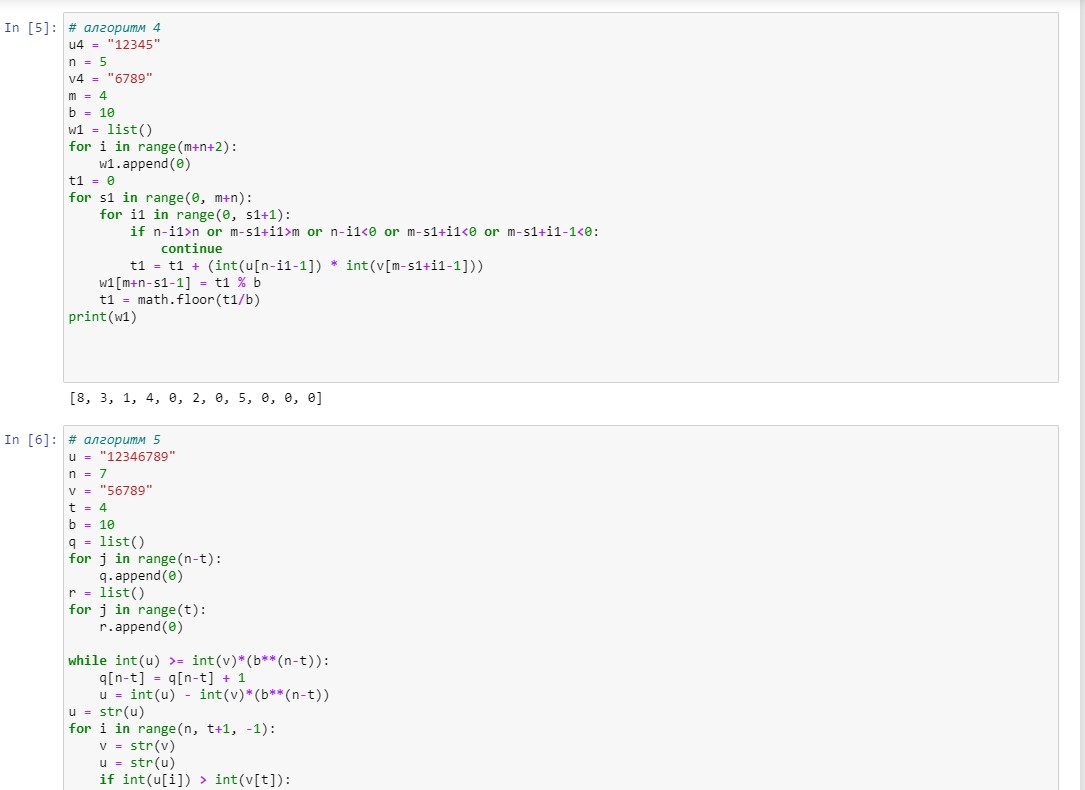 In [5]: # алгоритм 4
u4 = "12345"
n = 5
v4 = "6789"
m = 4
b = 10
w1 = list()
for i in range(m+n+2):
    w1.append(0)
t1 = 0
for s1 in range(0, m+n):
    for i1 in range(0, s1+1):
        if n-i1>n or m-s1+i1>m or n-i1<0 or m-s1+i1<0 or m-s1+i1-1<0:
            continue
        t1 = t1 + (int(u[n-i1-1]) * int(v[m-s1+i1-1]))
    w1[m+n-s1-1] = t1 % b
    t1 = math.floor(t1/b)
print(w1)
[8, 3, 1, 4, 0, 2, 0, 5, 0, 0, 0]
In [6]: # алгоритм 5
u = "12346789"
n = 7
v = "56789"
t = 4
b = 10
q = list()
for j in range(n-t):
    q.append(0)
r = list()
for j in range(t):
    r.append(0)
while int(u) >= int(v)*(b**(n-t)):
    q[n-t] = q[n-t] + 1
    u = int(u) - int(v)*(b**(n-t))
u = str(u)
for i in range(n, t+1, -1):
    v = str(v)
    u = str(u)
    if int(u[i]) > int(v[t]):